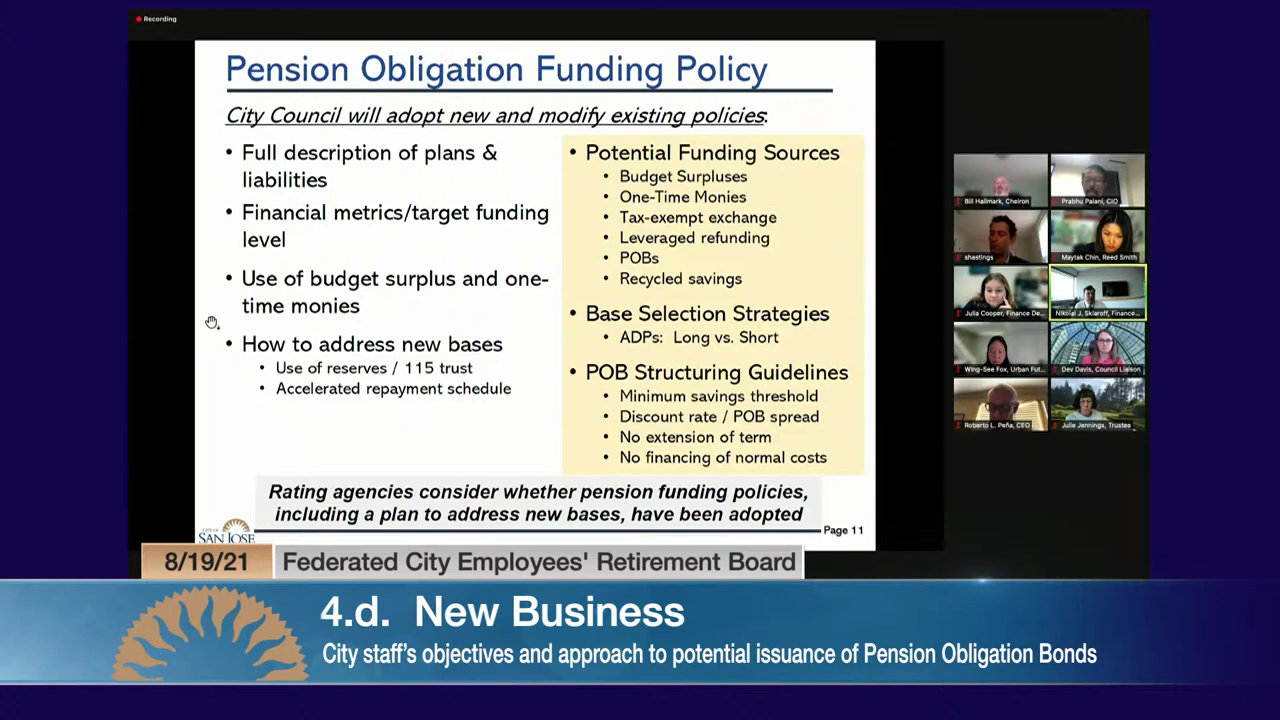 Recording
Pension Obligation Funding Policy
City Council will adopt new and modify existing policies:
• Full description of plans &
liabilities
• Financial metrics/target funding
level
• Use of budget surplus and one-
time monies
• How to address new bases
• Use of reserves / 115 trust
• Accelerated repayment schedule
• Potential Funding Sources
• Budget Surpluses
• One-Time Monies
• Tax-exempt exchange
• Leveraged refunding
• POBs
• Recycled savings
• Base Selection Strategies
• ADPs: Long vs. Short
• POB Structuring Guidelines
• Minimum savings threshold
• Discount rate / POB spread
• No extension of term
• No financing of normal costs
Rating agencies consider whether pension funding policies,
including a plan to address new bases, have been adopted
CITY OF
SAN JOSE
Page 11
Bill Hallmark, Cheiron
Prabhu Palani, CIO
shastings
Maytak Chin, Reed Smith
Julia Cooper, Finance De...
Nikolai J. Sklaroff, Finance...
Wing-See Fox, Urban Fut...
Dev Davis, Council Liaison
Roberto L. Peña, CEO
Julie Jennings, Trustee
8/19/21
Federated City Employees' Retirement Board
4.d. New Business
City staff's objectives and approach to potential issuance of Pension Obligation Bonds